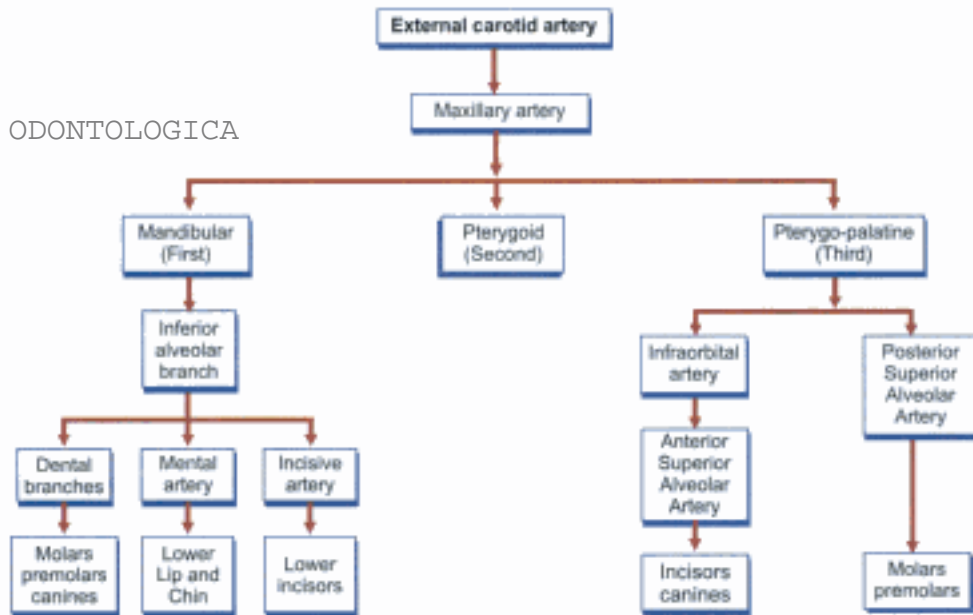 External carotid artery
Maxillary artery
ODONTOLOGICA
Mandibular
(First)
Pterygoid
(Second)
Pterygo-palatine
(Third)
Inferior
alveolar
branch
Infraorbital
artery
Posterior
Superior
Alveolar
Artery
Dental
branches
Mental
artery
Incisive
artery
Anterior
Superior
Alveolar
Artery
Molars
premolars
canines
Lower
Lip and
Chin
Lower
incisors
Incisors
canines
Molars
premolars